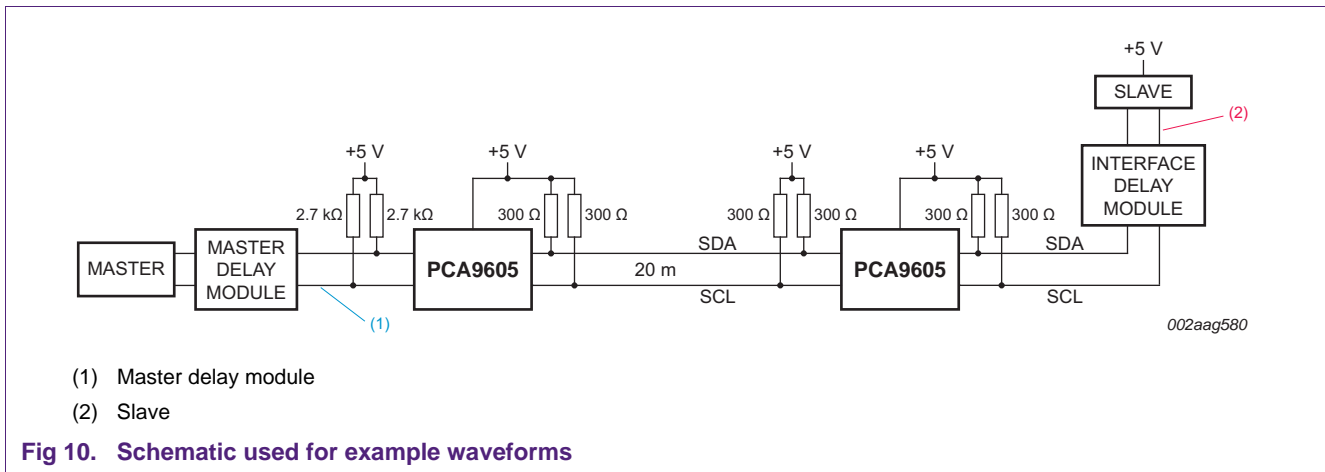 +5 V
SLAVE
(2)
+5 V
+5 V
+5 V
+5 V
INTERFACE
DELAY
MODULE
2.7 kΩ
2.7 kΩ
300 Ω
300 Ω
300 Ω
300 Ω
300 Ω
300 Ω
MASTER
MASTER
DELAY
MODULE
PCA9605
SDA
20 m
SCL
PCA9605
SDA
SCL
(1)
002aag580
(1) Master delay module
(2) Slave
Fig 10. Schematic used for example waveforms